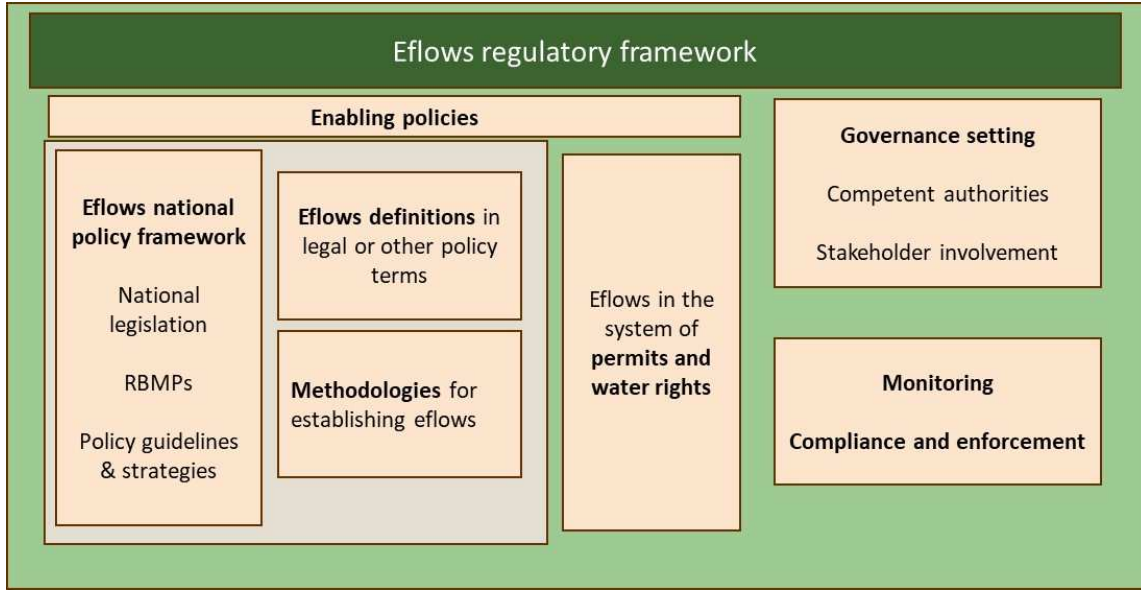 Eflows regulatory framework
Enabling policies
Eflows national
policy framework
National
legislation
RBMPs
Policy guidelines
& strategies
Eflows definitions in
legal or other policy
terms
Methodologies for
establishing eflows
Eflows in the
system of
permits and
water rights
Governance setting
Competent authorities
Stakeholder involvement
Monitoring
Compliance and enforcement